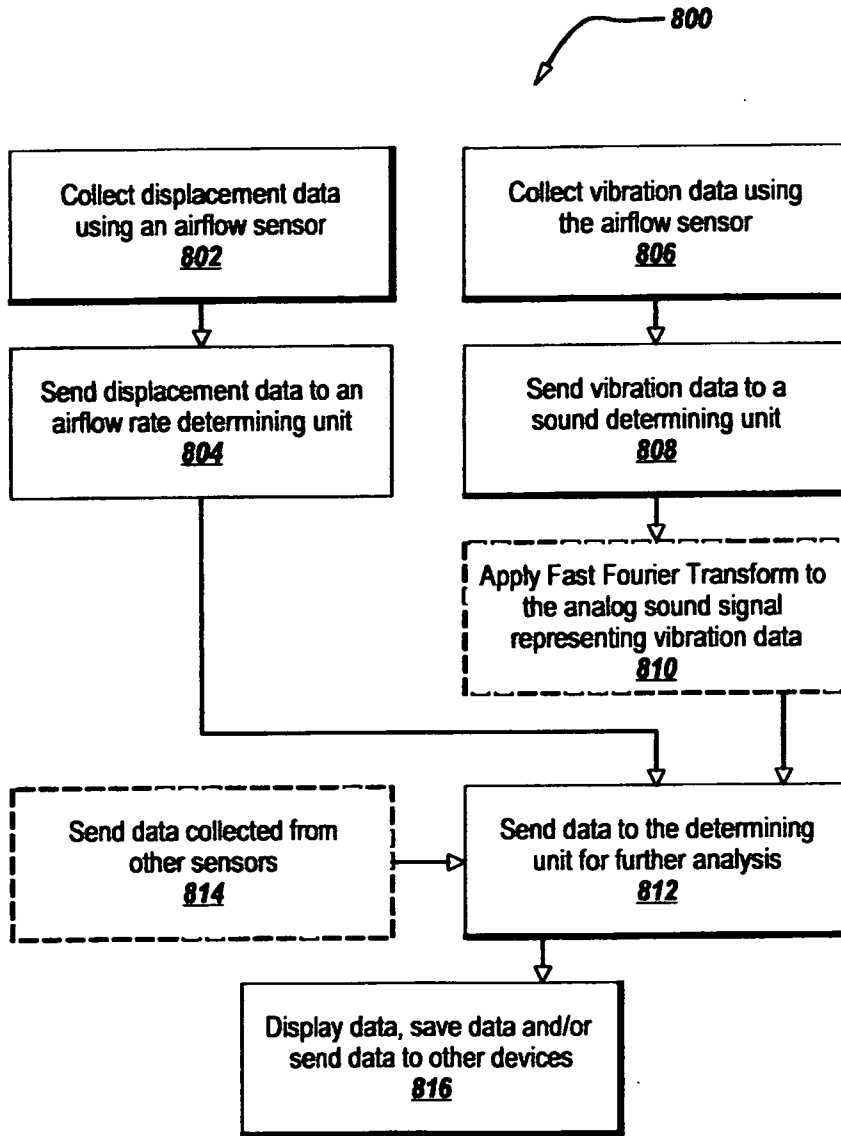 800
Collect displacement data
using an airflow sensor
802
Collect vibration data using
the airflow sensor
806
Send displacement data to an
airflow rate determining unit
804
Send vibration data to a
sound determining unit
808
Apply Fast Fourier Transform to
the analog sound signal
representing vibration data
810
Send data collected from
other sensors
814
Send data to the determining
unit for further analysis
812
Display data, save data and/or
send data to other devices
816